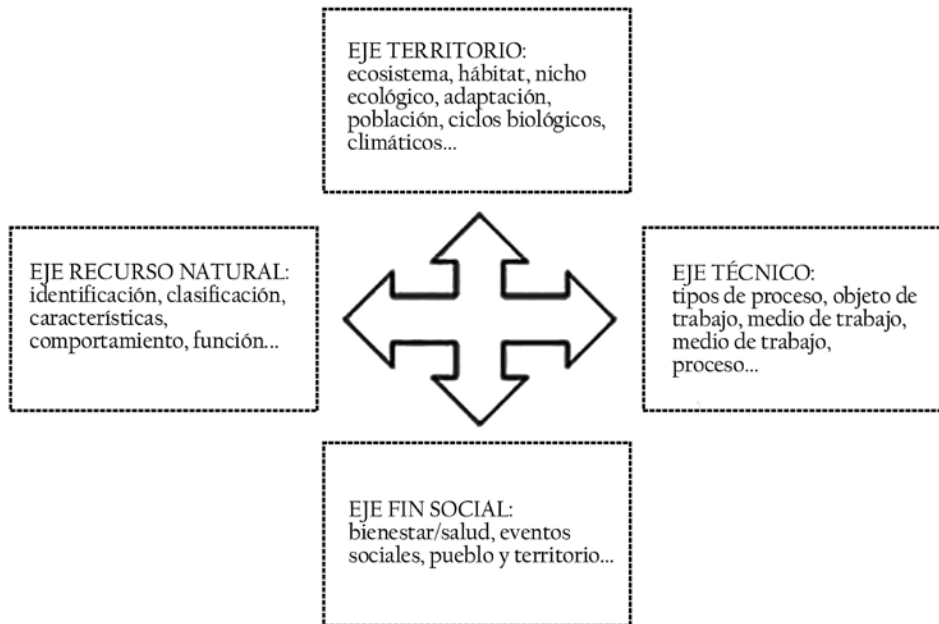 EJE TERRITORIO:
ecosistema, hábitat, nicho
ecológico, adaptación,
población, ciclos biológicos,
climáticos...
EJE RECURSO NATURAL:
identificación, clasificación,
características,
comportamiento, función...
EJE TÉCNICO:
tipos de proceso, objeto de
trabajo, medio de trabajo,
medio de trabajo,
proceso...
EJE FIN SOCIAL:
bienestar/salud, eventos
sociales, pueblo y territorio...